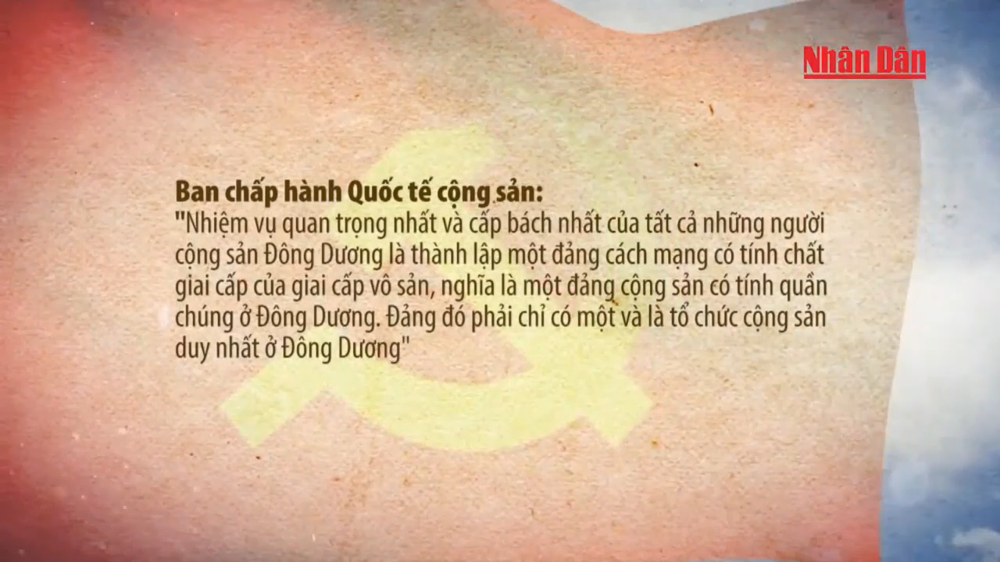 Nhân Dân
Ban chấp hành Quốc tế cộng sản:
"Nhiệm vụ quan trọng nhất và cấp bách nhất của tất cả những người
cộng sản Đông Dương là thành lập một đảng cách mạng có tính chất
giai cấp của giai cấp vô sản, nghĩa là một đảng cộng sản có tính quần
chúng ở Đông Dương. Đảng đó phải chỉ có một và là tổ chức cộng sản
duy nhất ở Đông Dương"